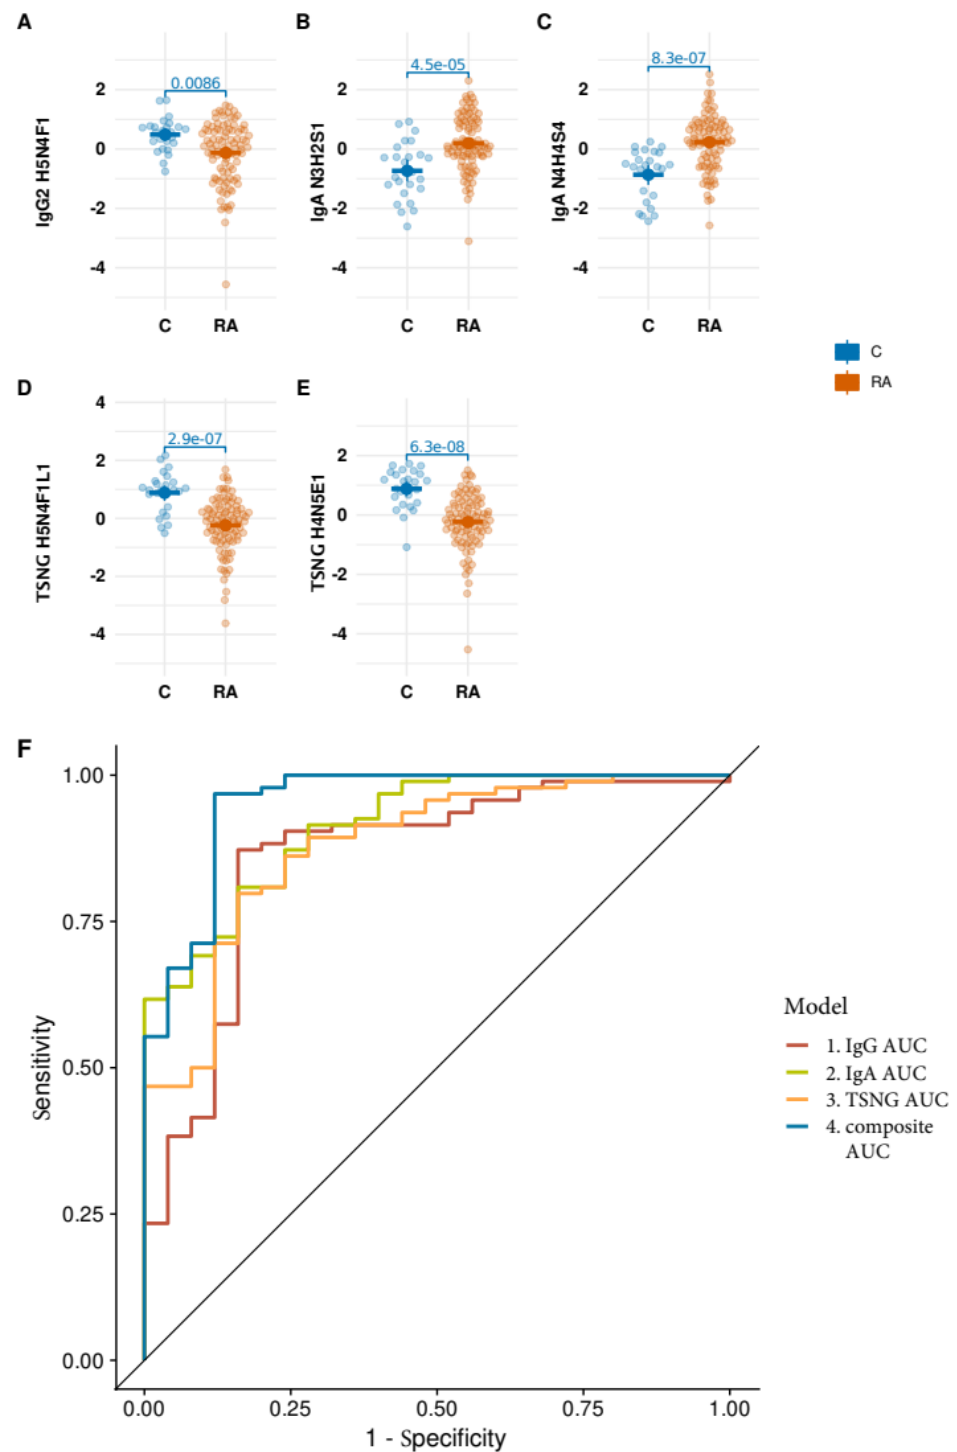 A
B
C
0.0086
4.5e-05
8.3e-07
2
0
-2
-4
IgG2 H5N4F1
C RA
2
0
-2
-4
IgA N3H2S1
C RA
2
0
-2
-4
IgA N4H4S4
C RA
C
RA
D
E
2.9e-07
6.3e-08
4
2
0
-2
-4
TSNG H5N4F1L1
C RA
2
0
-2
-4
TSNG H4N5E1
C RA
F
1.00
0.75
0.50
0.25
0.00
Sensitivity
0.00 0.25 0.50 0.75 1.00
1 - Specificity
Model
1. IgG AUC
2. IgA AUC
3. TSNG AUC
4. composite
AUC